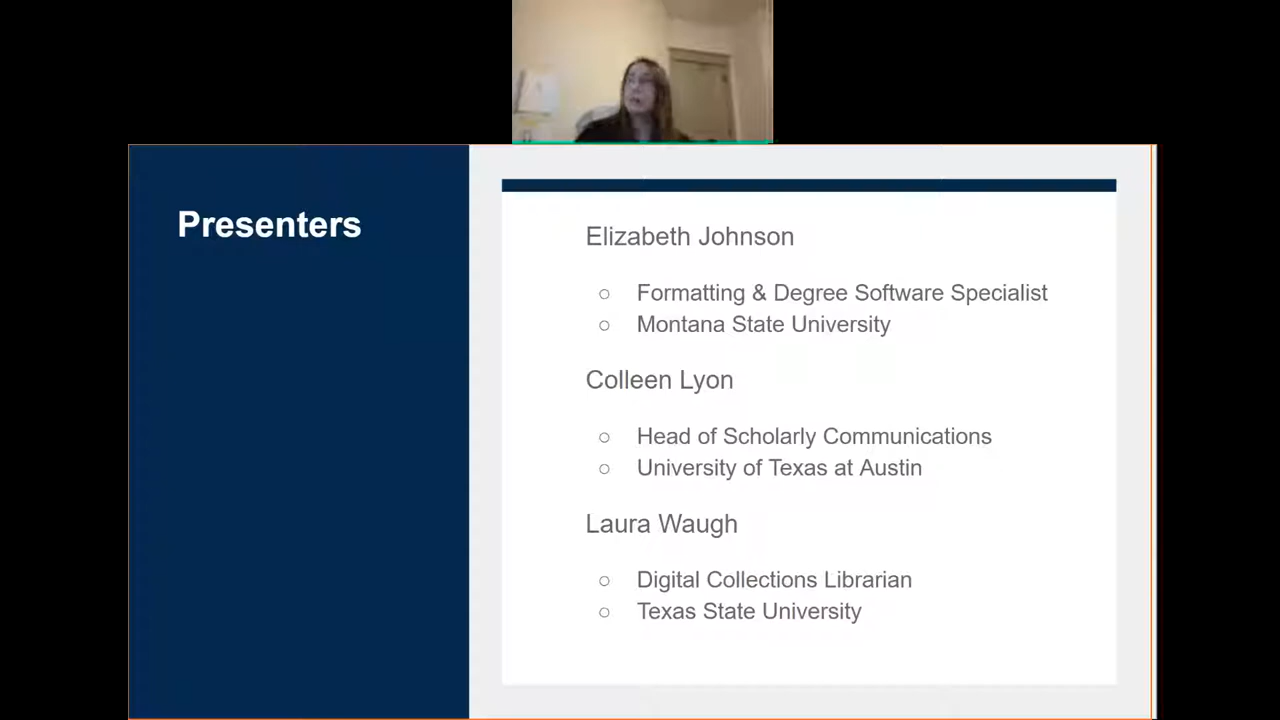 Presenters
Elizabeth Johnson
○ Formatting & Degree Software Specialist
○ Montana State University
Colleen Lyon
○ Head of Scholarly Communications
○ University of Texas at Austin
Laura Waugh
○ Digital Collections Librarian
○ Texas State University